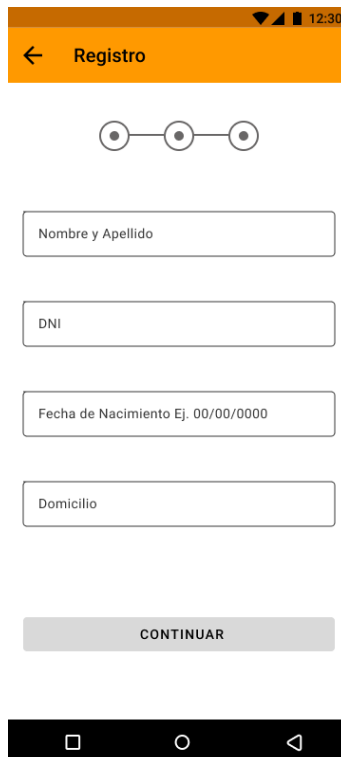 12:30
Registro
Nombre y Apellido
DNI
Fecha de Nacimiento Ej. 00/00/0000
Domicilio
CONTINUAR